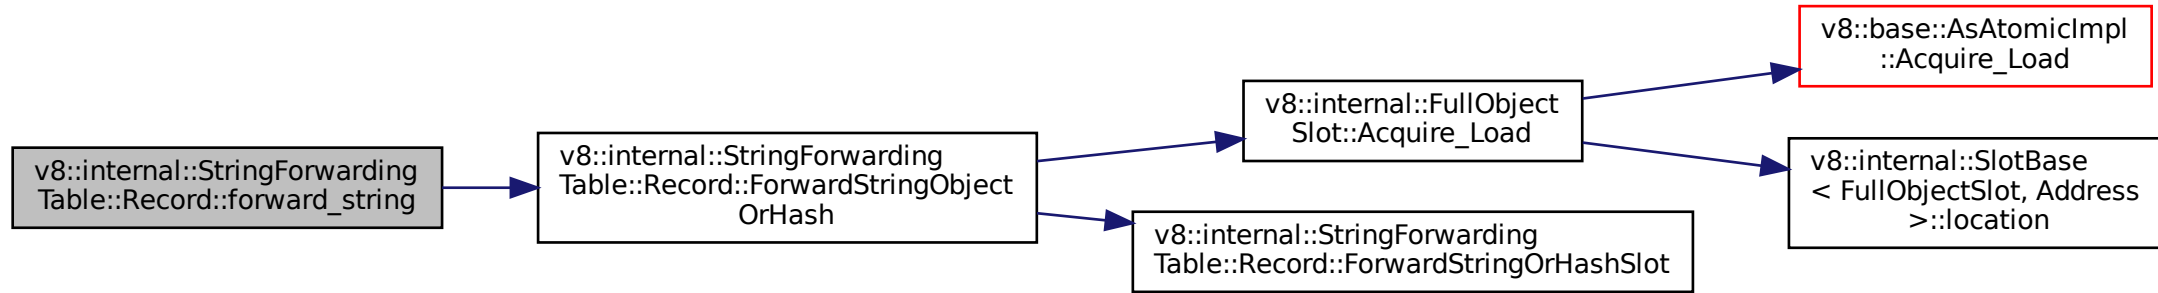 v8::internal::StringForwarding
Table::Record::forward_string
v8::internal::StringForwarding
Table::Record::ForwardStringObject
OrHash
v8::internal::FullObject
Slot::Acquire_Load
v8::internal::StringForwarding
Table::Record::ForwardStringOrHashSlot
v8::base::AsAtomicImpl
::Acquire_Load
v8::internal::SlotBase
< FullObjectSlot, Address
>::location